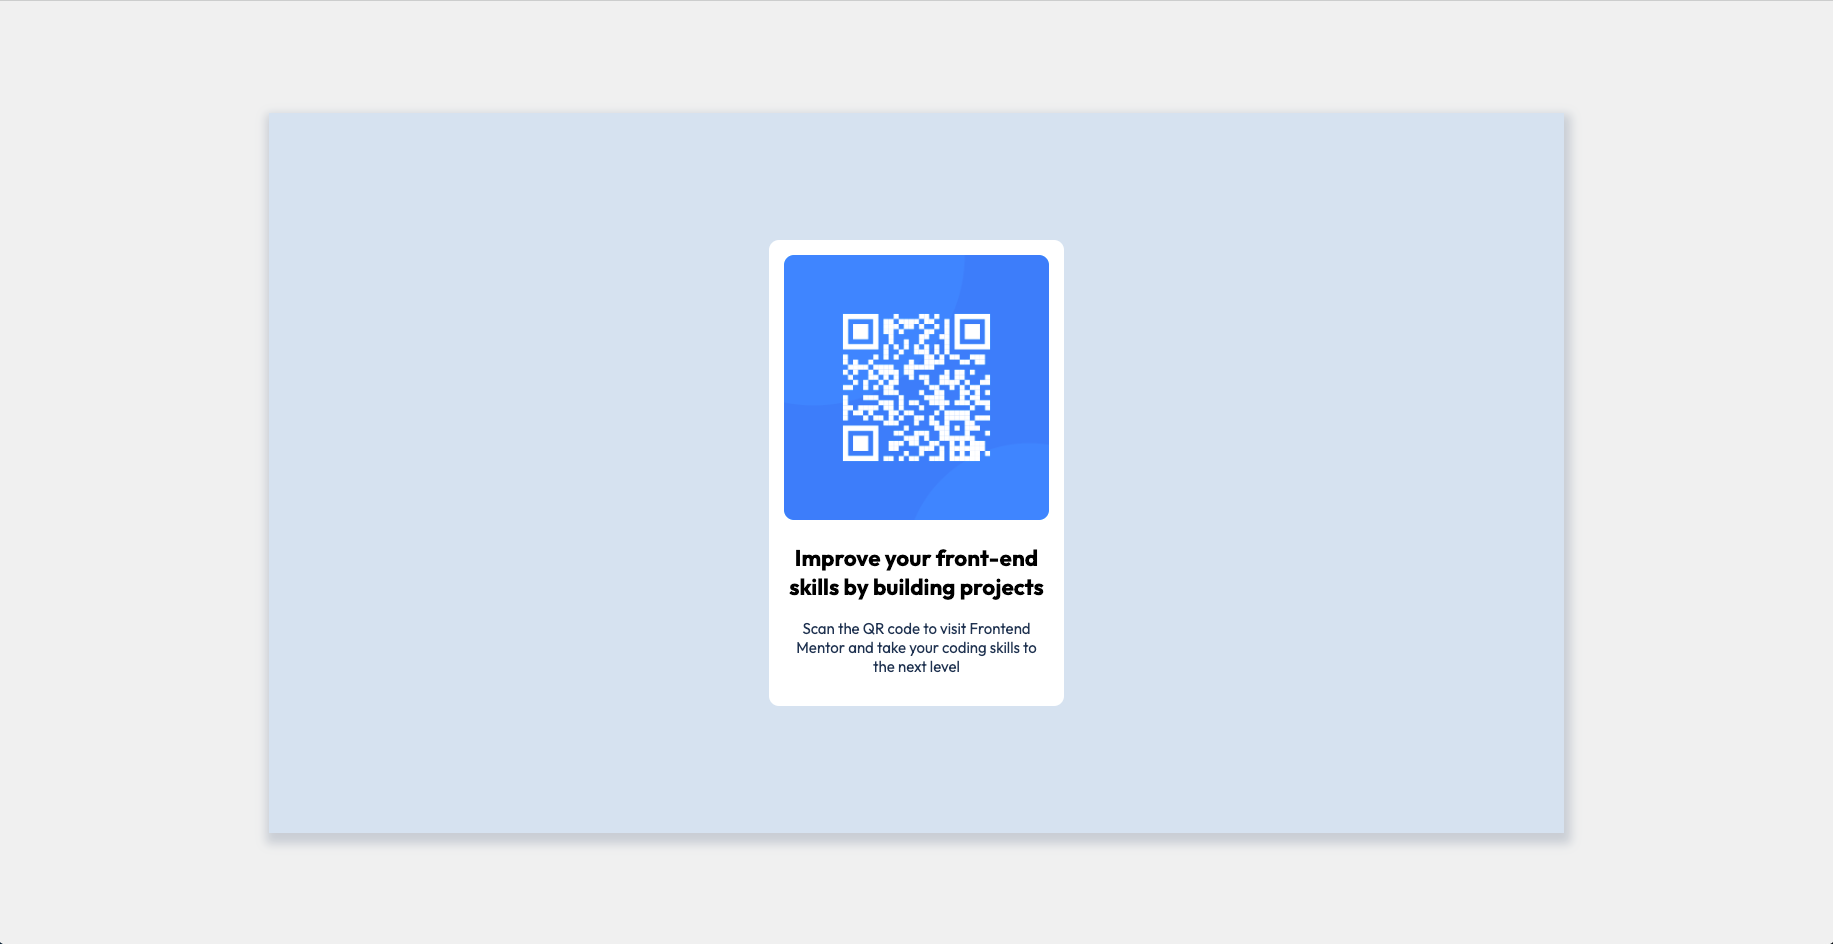 Improve your front-end
skills by building projects
Scan the QR code to visit Frontend
Mentor and take your coding skills to
the next level